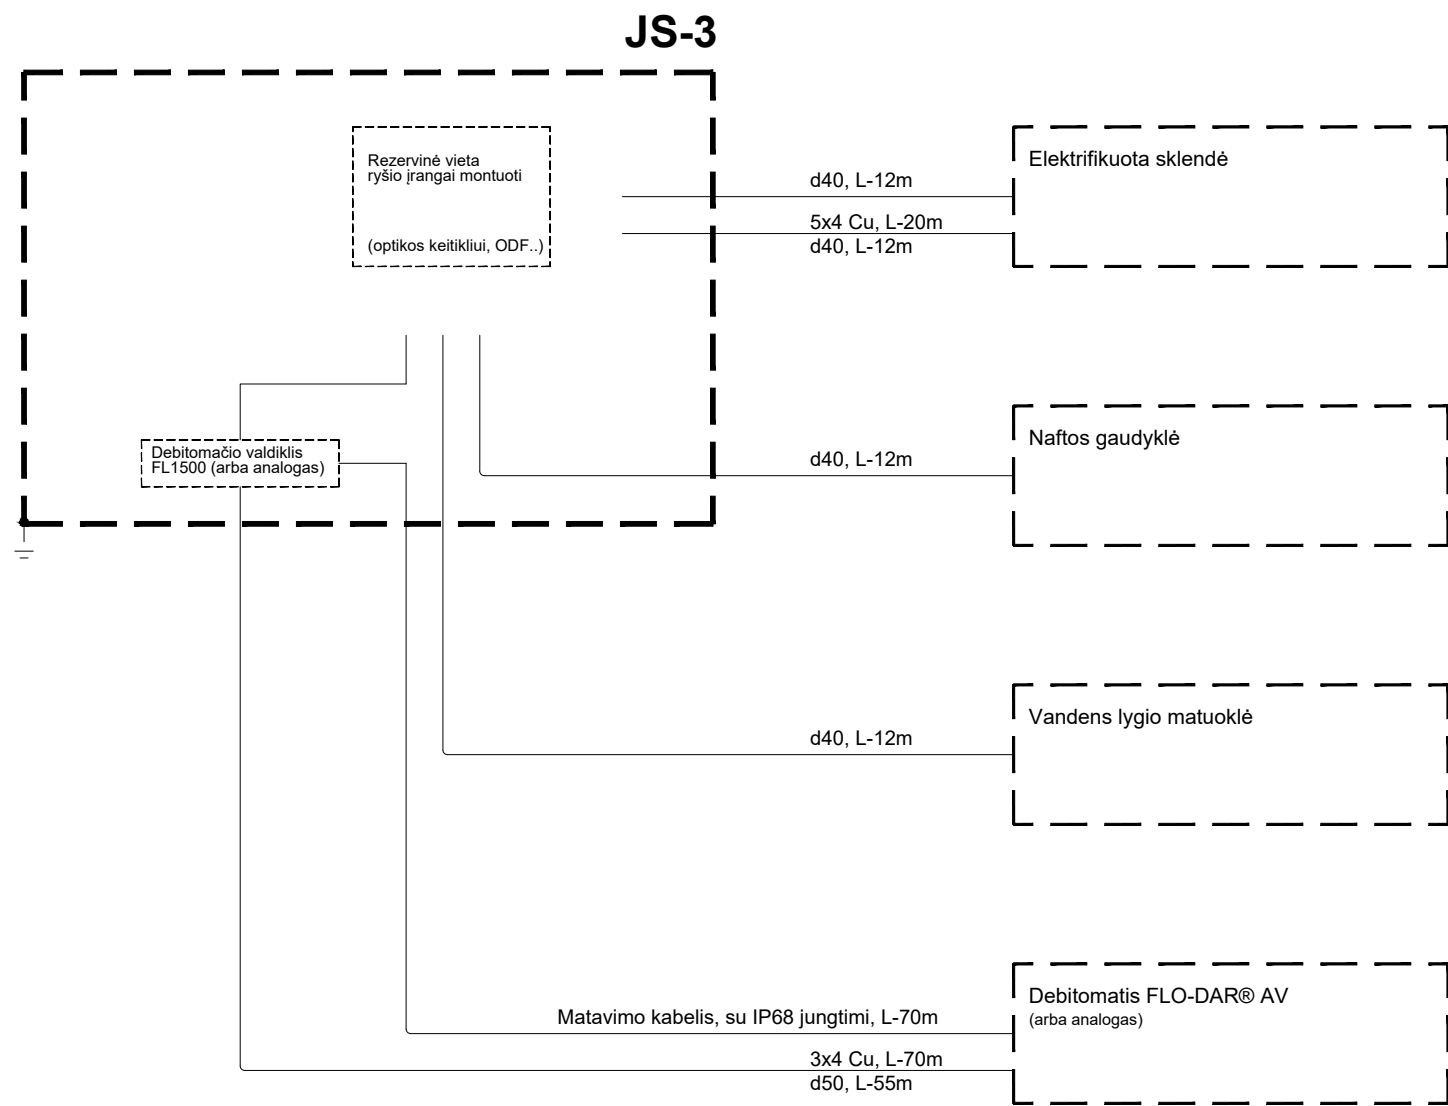 JS-3
Rezervinė vieta
ryšio įrangai montuoti
(optikos keitikliui, ODF..)
Elektrifikuota sklendė
d40, L-12m
5x4 Cu, L-20m
d40, L-12m
Debitomačio valdiklis
FL1500 (arba analogas)
Naftos gaudyklė
d40, L-12m
Vandens lygio matuoklė
d40, L-12m
Debitomatis FLO-DAR® AV
(arba analogas)
Matavimo kabelis, su IP68 jungtimi, L-70m
3x4 Cu, L-70m
d50, L-55m